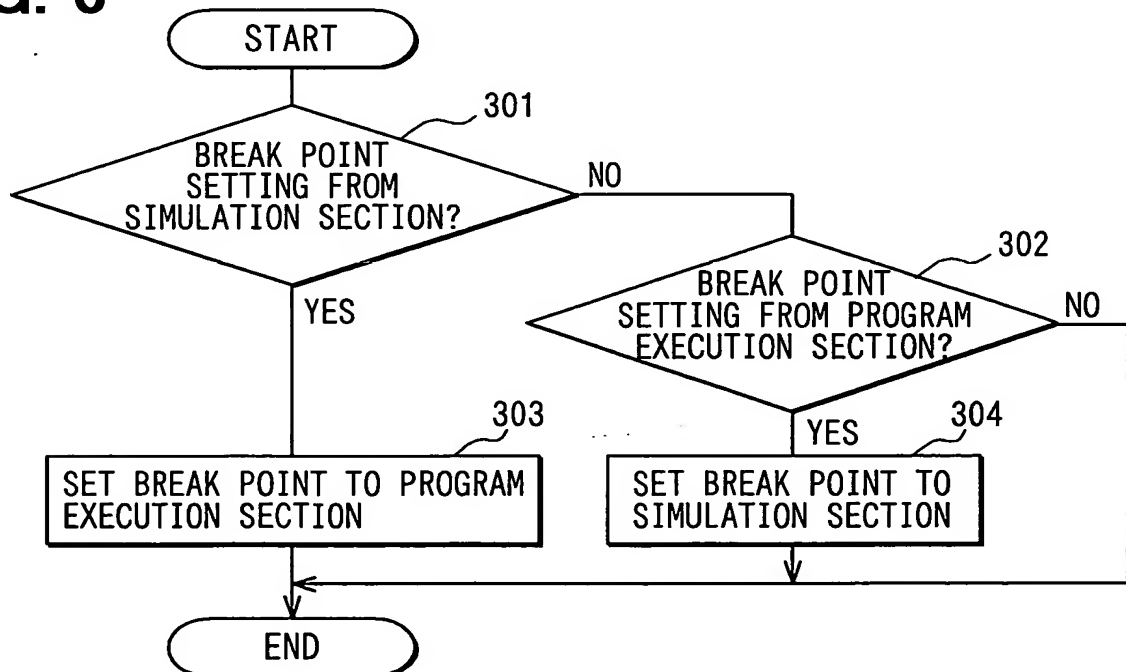 START
301
BREAK POINT
SETTING FROM
SIMULATION SECTION?
NO
302
BREAK POINT
SETTING FROM PROGRAM
EXECUTION SECTION?
NO
YES
303
SET BREAK POINT TO PROGRAM
EXECUTION SECTION
YES
304
SET BREAK POINT TO
SIMULATION SECTION
END